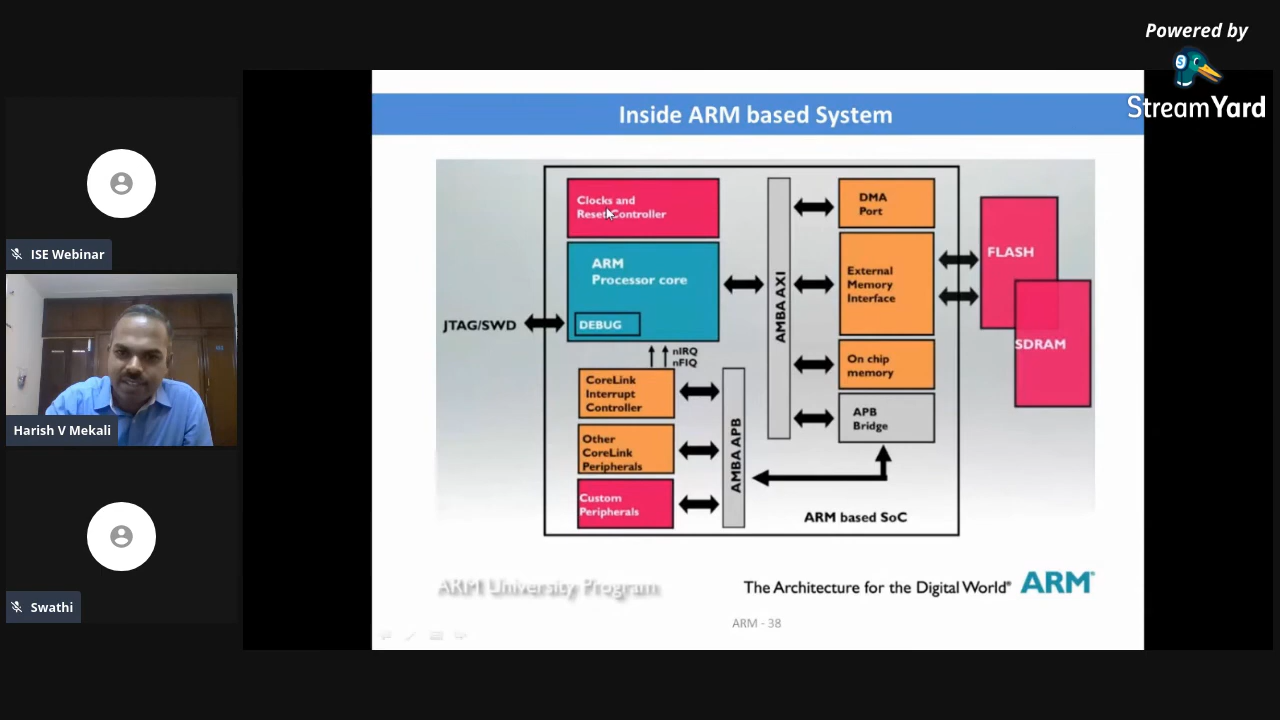 Powered by
StreamYard
ISE Webinar
Harish V Mekali
Swathi
Inside ARM based System
Clocks and
Reset Controller
ARM
Processor core
DEBUG
JTAG/SWD
nIRQ
nFIQ
CoreLink
Interrupt
Controller
Other
CoreLink
Peripherals
Custom
Peripherals
AMBA APB
AMBA AXI
DMA
Port
External
Memory
Interface
On chip
memory
APB
Bridge
FLASH
SDRAM
ARM based SoC
ARM University Program
The Architecture for the Digital World®
ARM®
ARM - 38